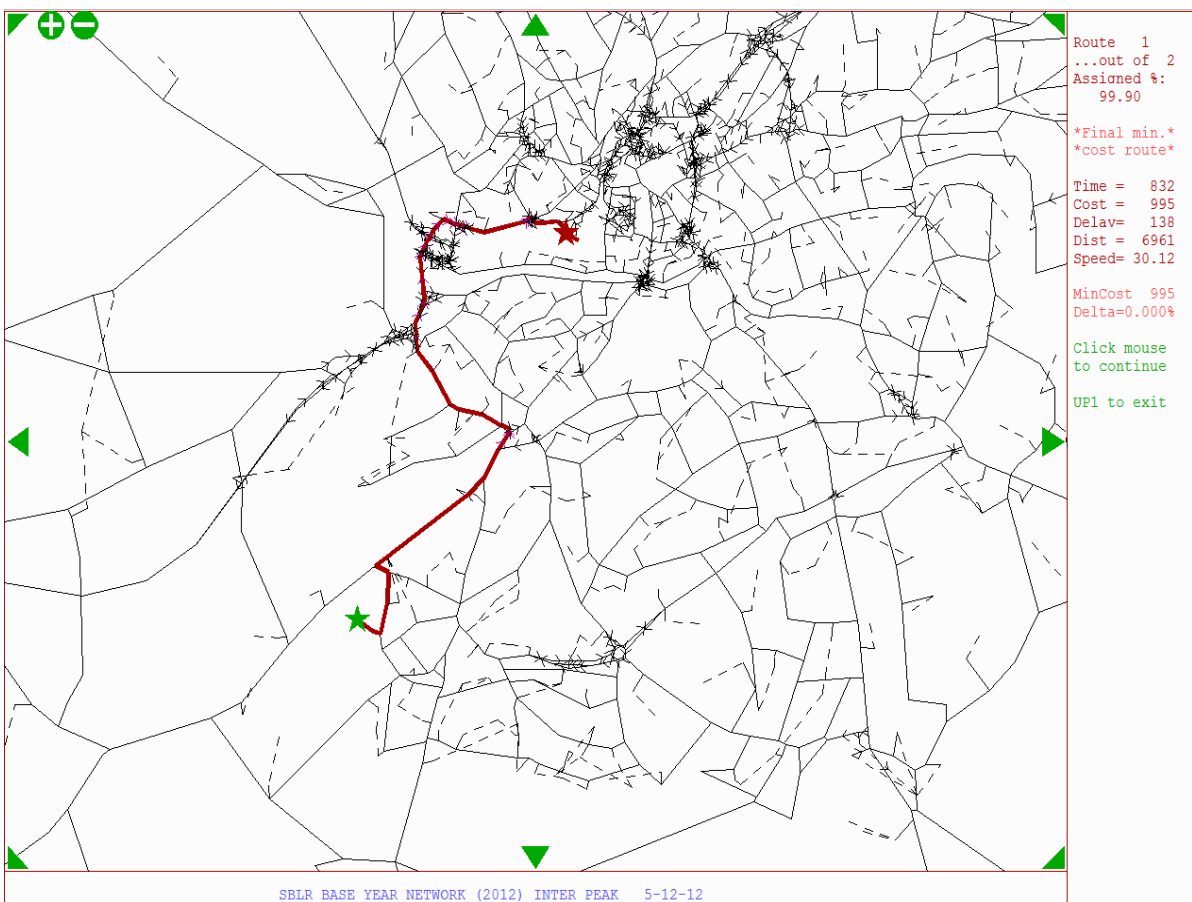 Route   1
...out of  2
Assigned %:
99.90
*Final min.*
*cost route*
Time =   832
Cost =   995
Delay=   138
Dist =  6961
Speed= 30.12
MinCost  995
Delta=0.000%
Click mouse
to continue
UP1 to exit
SBLR BASE YEAR NETWORK (2012) INTER PEAK   5-12-12